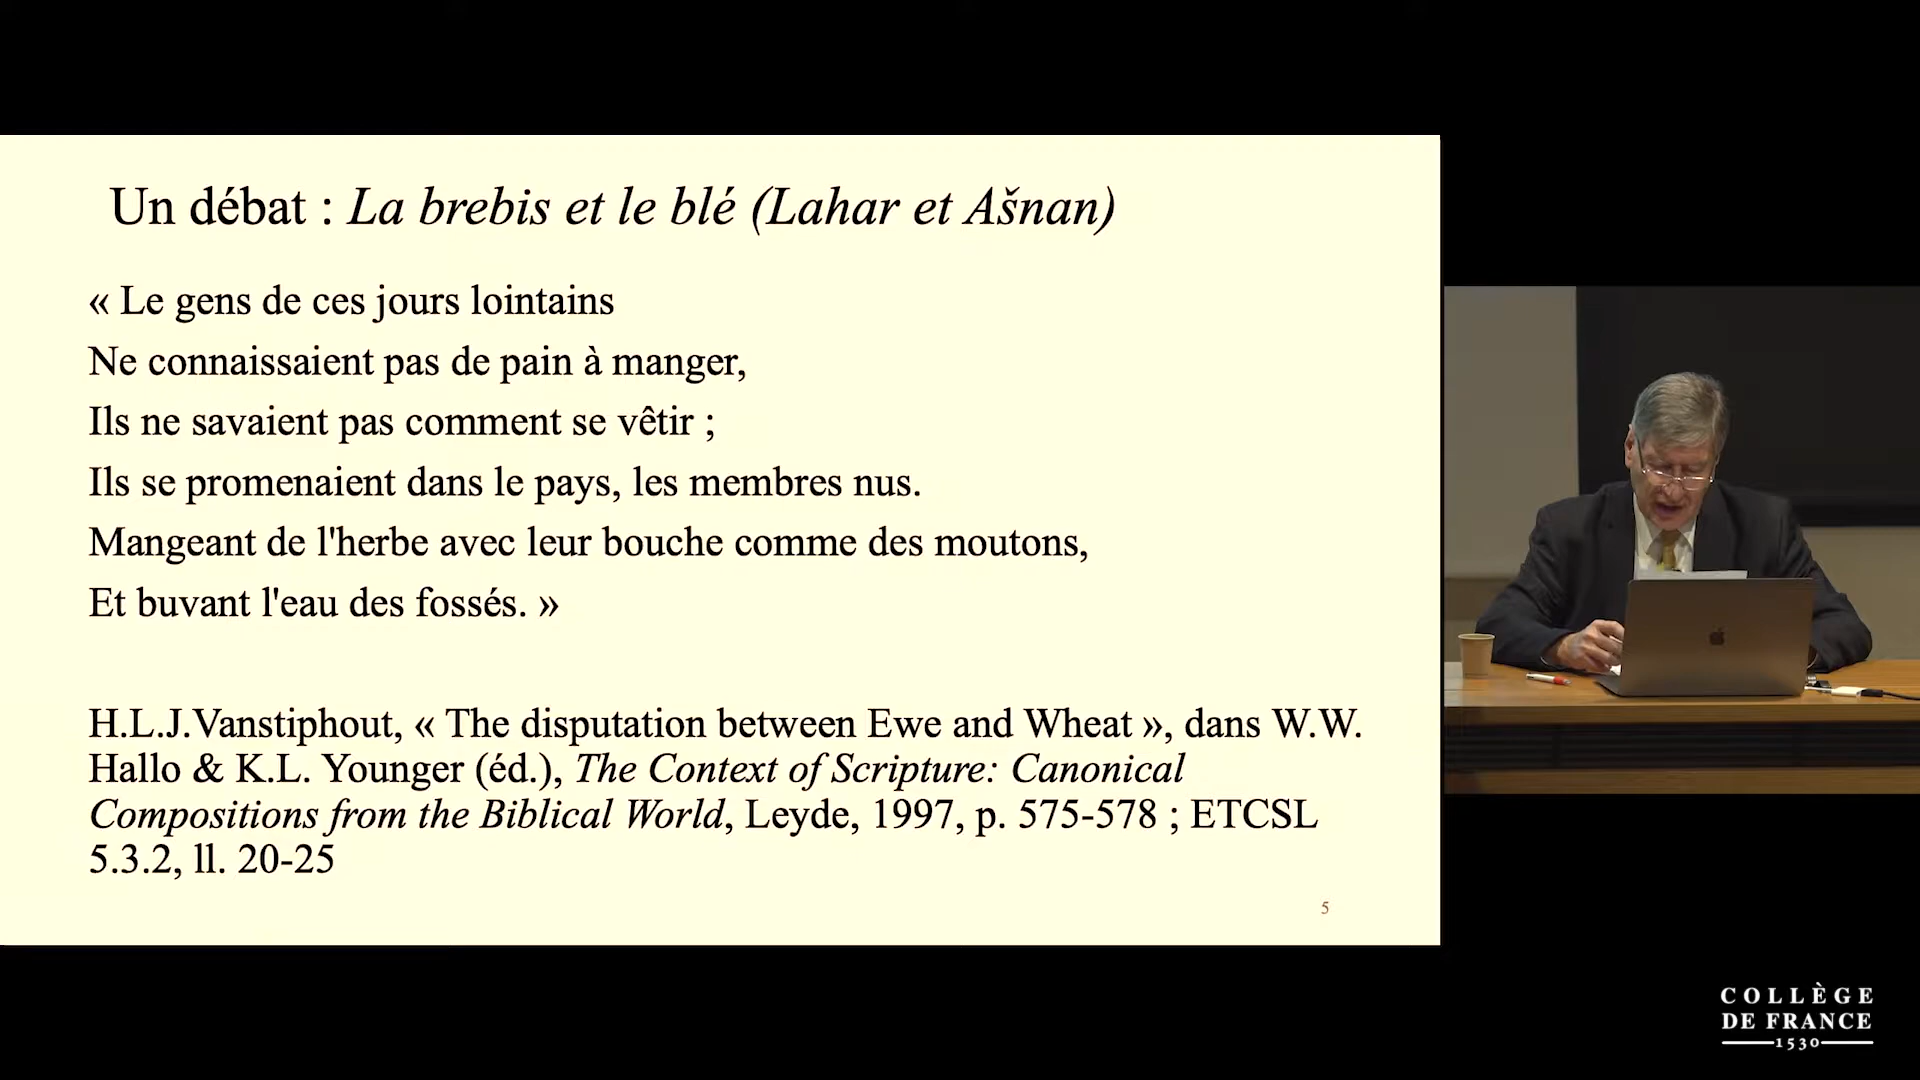 Un débat : La brebis et le blé (Lahar et Ašnan)
« Le gens de ces jours lointains
Ne connaissaient pas de pain à manger,
Ils ne savaient pas comment se vêtir ;
Ils se promenaient dans le pays, les membres nus.
Mangeant de l'herbe avec leur bouche comme des moutons,
Et buvant l'eau des fossés. »
H.L.J.Vanstiphout, « The disputation between Ewe and Wheat », dans W.W.
Hallo & K.L. Younger (éd.), The Context of Scripture: Canonical
Compositions from the Biblical World, Leyde, 1997, p. 575-578 ; ETCSL
5.3.2, ll. 20-25
5
COLLÈGE
DE FRANCE
1530